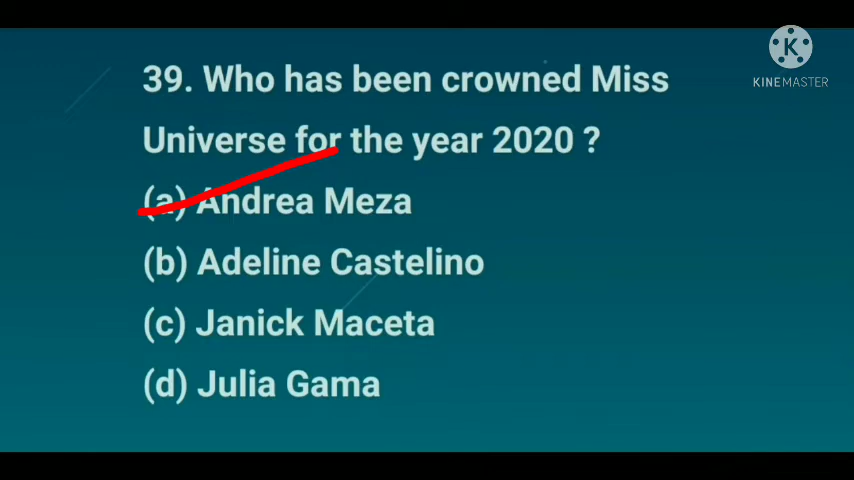 KINEMASTER
39. Who has been crowned Miss
Universe for the year 2020 ?
(a) Andrea Meza
(b) Adeline Castelino
(c) Janick Maceta
(d) Julia Gama